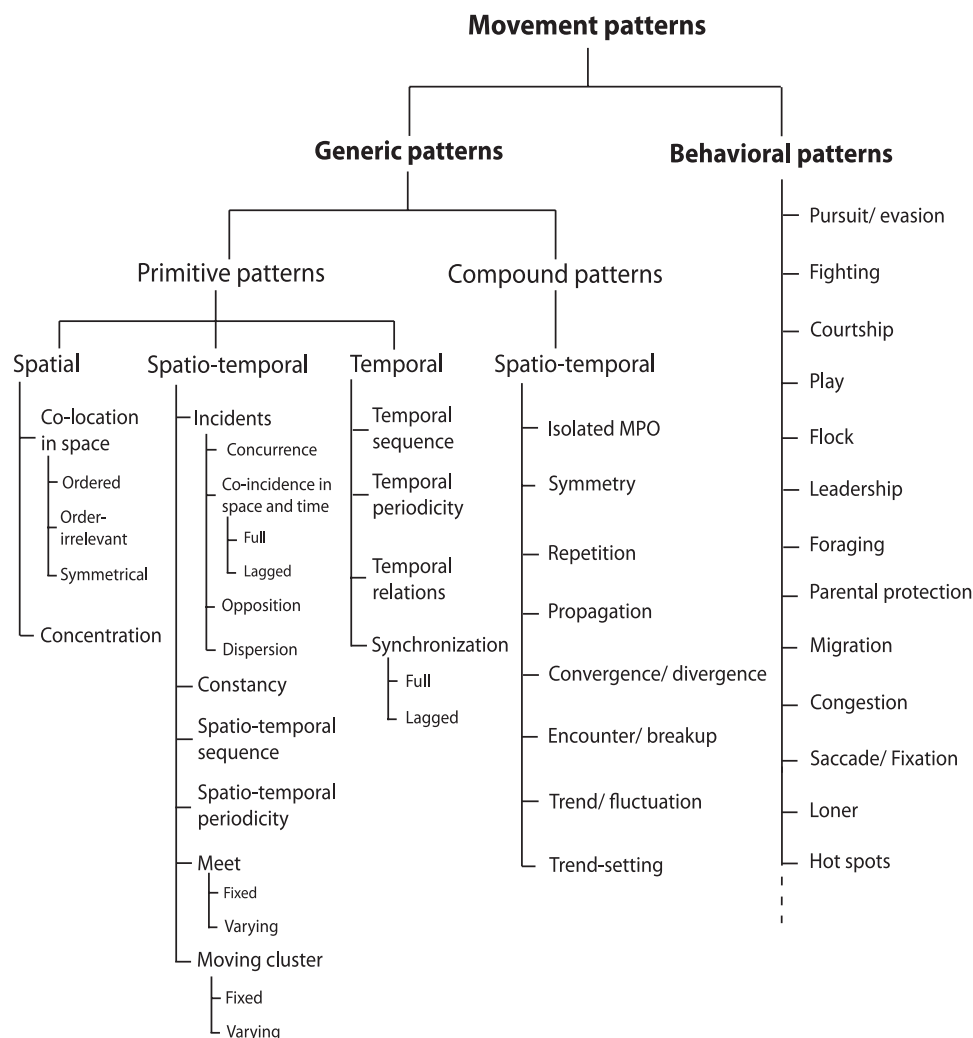 Movement patterns
Generic patterns
Behavioral patterns
Primitive patterns
Compound patterns
Spatial
Co-location
in space
Ordered
Order-
irrelevant
Symmetrical
Concentration
Spatio-temporal
Incidents
Concurrence
Co-incidence in
space and time
Full
Lagged
Opposition
Dispersion
Constancy
Spatio-temporal
sequence
Spatio-temporal
periodicity
Meet
Fixed
Varying
Moving cluster
Fixed
Varying
Temporal
Temporal
sequence
Temporal
periodicity
Temporal
relations
Synchronization
Full
Lagged
Spatio-temporal
Isolated MPO
Symmetry
Repetition
Propagation
Convergence/ divergence
Encounter/ breakup
Trend/ fluctuation
Trend-setting
Pursuit/ evasion
Fighting
Courtship
Play
Flock
Leadership
Foraging
Parental protection
Migration
Congestion
Saccade/ Fixation
Loner
Hot spots